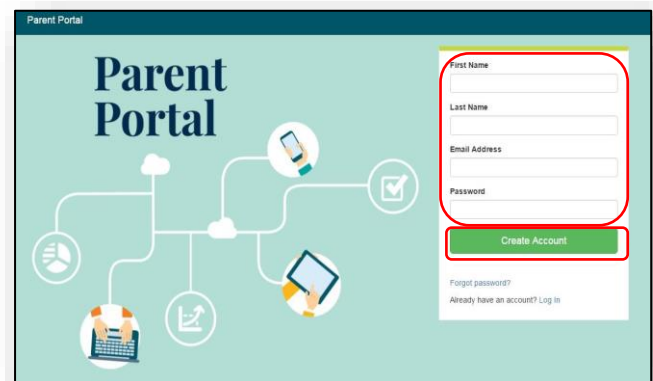 Parent Portal
Parent
Portal
First Name
Last Name
Email Address
Password
Create Account
Forgot password?
Already have an account? Log In